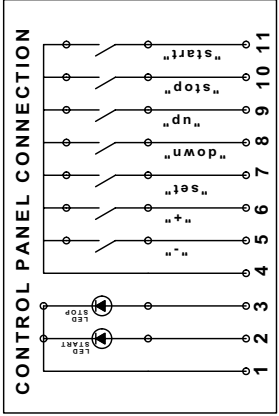 CONTROL PANEL CONNECTION
"start"
"stop"
"up"
"down"
"set"
"+"
"-"
LED
STOP
LED
START
1 2 3 4 5 6 7 8 9 10 11